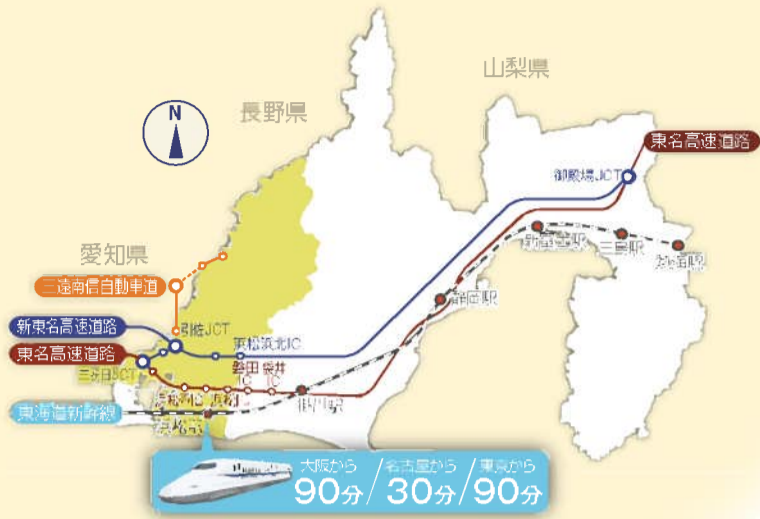 山梨県
長野県
N
東名高速道路
御殿場JCT
新富士駅
三島駅
熱海駅
愛知県
三遠南信自動車道
静岡駅
新東名高速道路
引佐JCT
浜松浜北IC
東名高速道路
三ヶ日JCT
磐田
IC
袋井
IC
浜松西IC
浜松IC
掛川駅
東海道新幹線
浜松駅
大阪から
90分
名古屋から
30分
東京から
90分